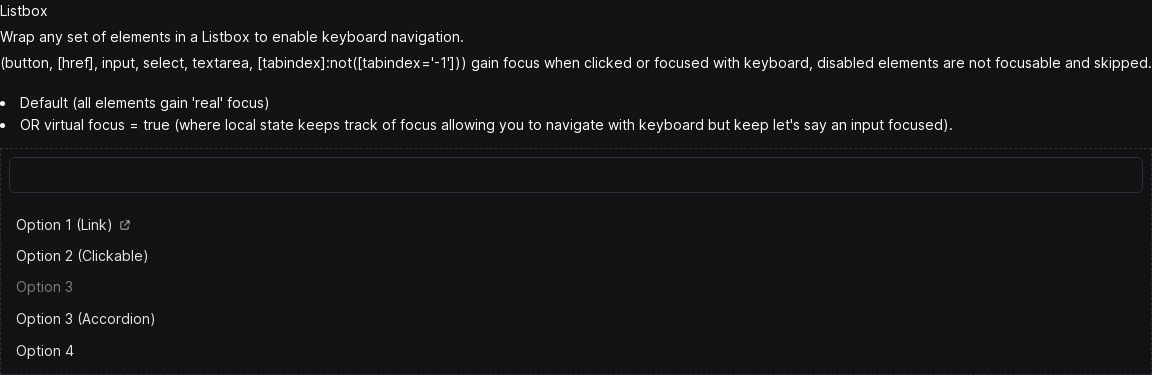 Listbox
Wrap any set of elements in a Listbox to enable keyboard navigation.
(button, [href], input, select, textarea, [tabindex]:not([tabindex='-1'])) gain focus when clicked or focused with keyboard, disabled elements are not focusable and skipped.
• Default (all elements gain 'real' focus)
• OR virtual focus = true (where local state keeps track of focus allowing you to navigate with keyboard but keep let's say an input focused).
Option 1 (Link)
Option 2 (Clickable)
Option 3
Option 3 (Accordion)
Option 4